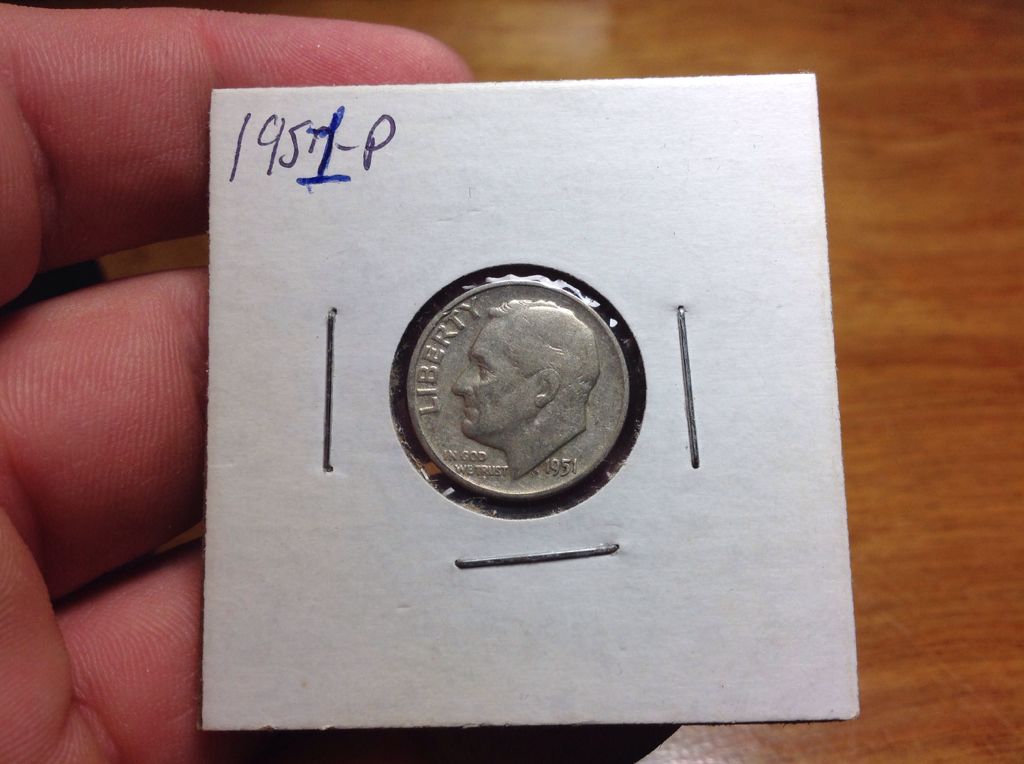 1951-P
LIBERTY
IN GOD
WE TRUST
1951